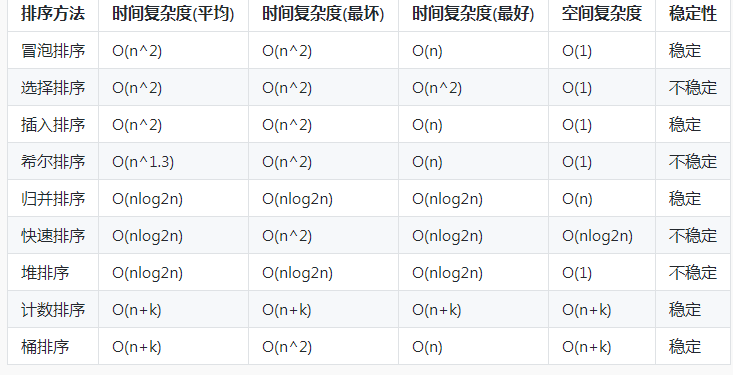 排序方法 时间复杂度(平均) 时间复杂度(最坏) 时间复杂度(最好) 空间复杂度 稳定性
冒泡排序 O(n^2) O(n^2) O(n) O(1) 稳定
选择排序 O(n^2) O(n^2) O(n^2) O(1) 不稳定
插入排序 O(n^2) O(n^2) O(n) O(1) 稳定
希尔排序 O(n^1.3) O(n^2) O(n) O(1) 不稳定
归并排序 O(nlog2n) O(nlog2n) O(nlog2n) O(n) 稳定
快速排序 O(nlog2n) O(n^2) O(nlog2n) O(nlog2n) 不稳定
堆排序 O(nlog2n) O(nlog2n) O(nlog2n) O(1) 不稳定
计数排序 O(n+k) O(n+k) O(n+k) O(n+k) 稳定
桶排序 O(n+k) O(n^2) O(n) O(n+k) 稳定